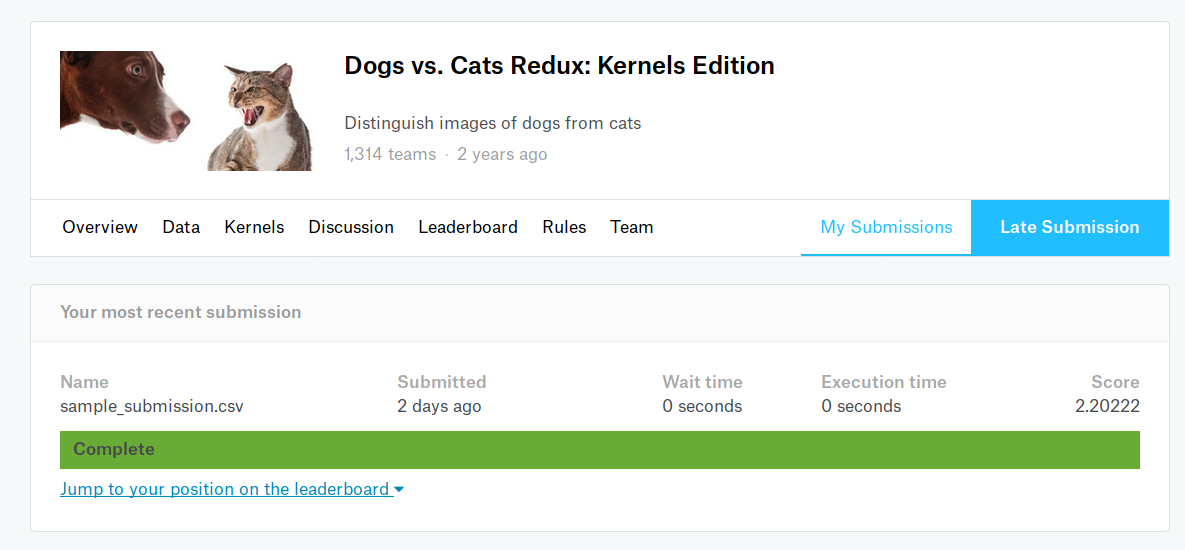 Dogs vs. Cats Redux: Kernels Edition
Distinguish images of dogs from cats
1,314 teams · 2 years ago
Overview Data Kernels Discussion Leaderboard Rules Team My Submissions Late Submission
Your most recent submission
Name Submitted Wait time Execution time Score
sample_submission.csv 2 days ago 0 seconds 0 seconds 2.20222
Complete
Jump to your position on the leaderboard